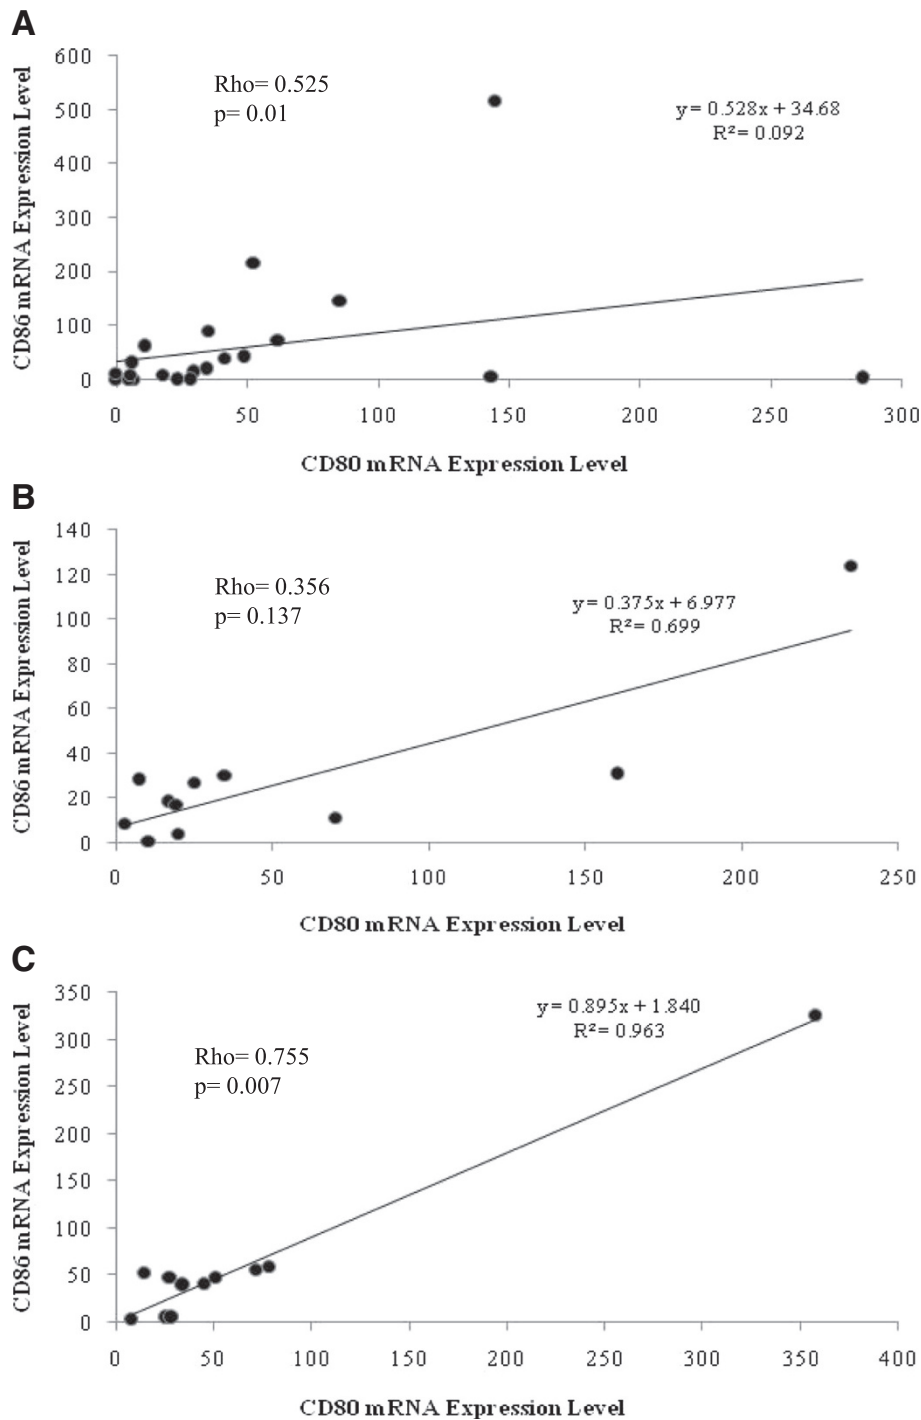 A
CD86 mRNA Expression Level
600
500
400
300
200
100
0
Rho= 0.525
p= 0.01
y = 0.528x + 34.68
R²= 0.092
0 50 100 150 200 250 300
CD80 mRNA Expression Level
B
CD86 mRNA Expression Level
140
120
100
80
60
40
20
0
Rho= 0.356
p= 0.137
y = 0.375x + 6.977
R²= 0.699
0 50 100 150 200 250
CD80 mRNA Expression Level
C
CD86 mRNA Expression Level
350
300
250
200
150
100
50
0
Rho= 0.755
p= 0.007
y = 0.895x + 1.840
R²= 0.963
0 50 100 150 200 250 300 350 400
CD80 mRNA Expression Level